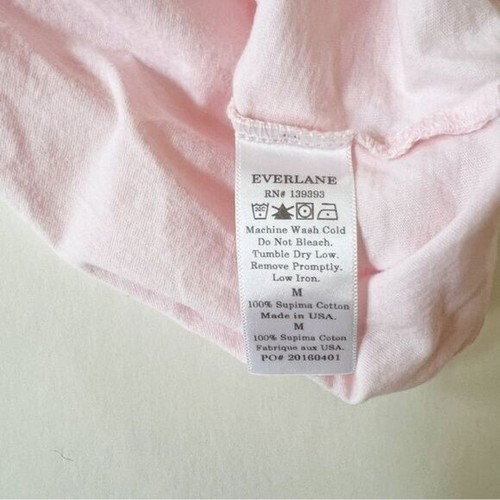 EVERLANE
RN# 139393
Machine Wash Cold
Do Not Bleach.
Tumble Dry Low.
Remove Promptly.
Low Iron.
M
100% Supima Cotton
Made in USA.
M
100% Supima Coton
Fabrique aux USA.
PO# 20160401